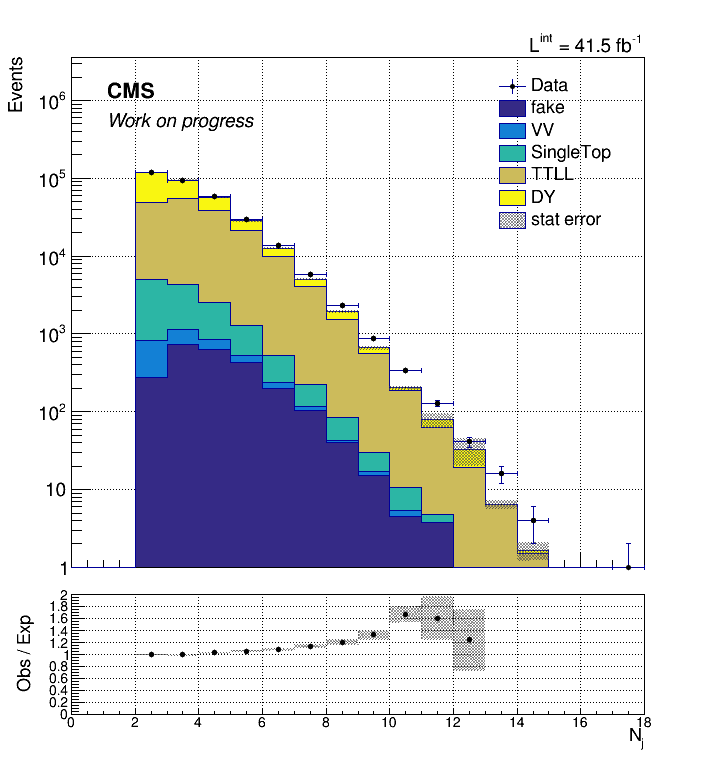 L^int = 41.5 fb^-1
Events
CMS
Work on progress
Data
fake
VV
SingleTop
TTLL
DY
stat error
10^6
10^5
10^4
10^3
10^2
10
1
Obs / Exp
2
1.8
1.6
1.4
1.2
1
0.8
0.6
0.4
0.2
0
0 2 4 6 8 10 12 14 16 18
N_j